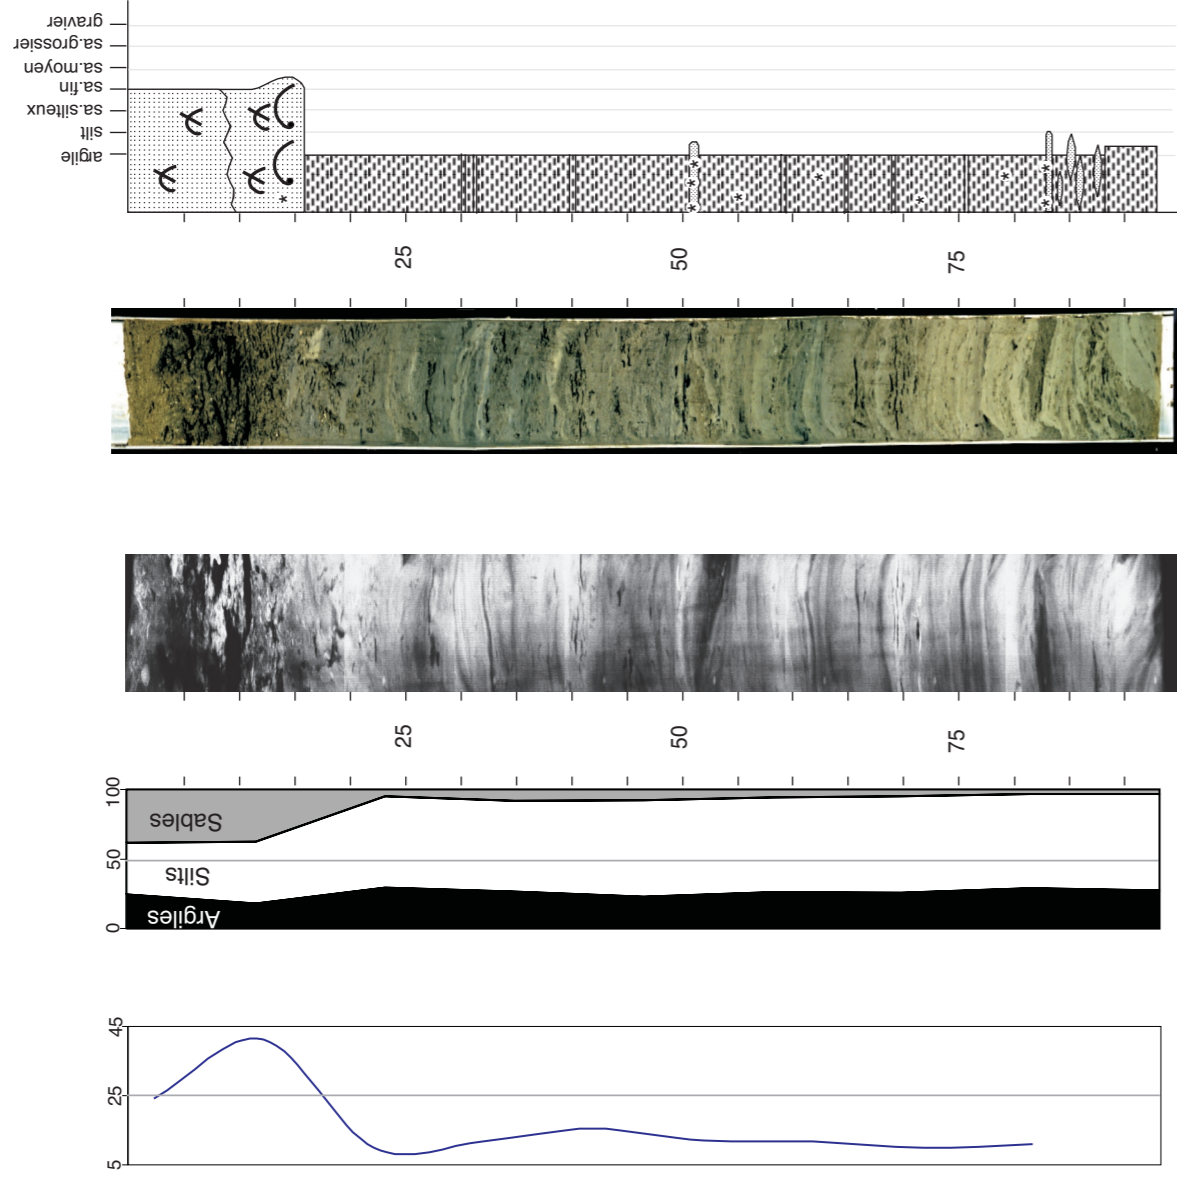 gravier
sa.grossier
sa.moyen
sa.fin
sa.silteux
silt
argile
25
50
75
25
50
75
100
50
0
Sables
Silts
Argiles
45
25
5